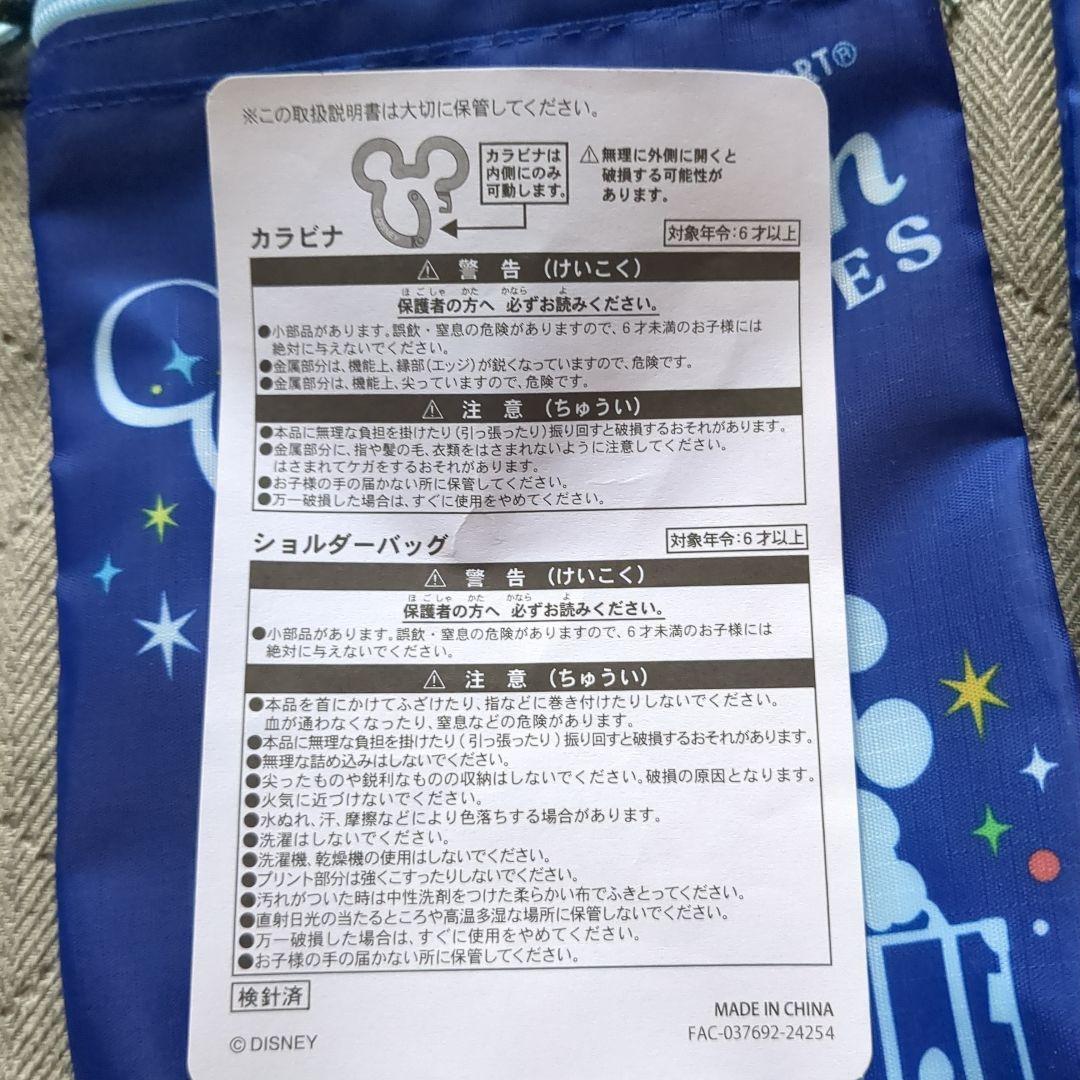 ORT®
n
ES
※この取扱説明書は大切に保管してください。
カラビナは
内側にのみ
可動します。
⚠無理に外側に開くと
破損する可能性が
あります。
©DISNEY
カラビナ
対象年令:6才以上
⚠ 警 告 (けいこく)
ほごしゃ かた かなら よ
保護者の方へ 必ずお読みください。
●小部品があります。誤飲・窒息の危険がありますので、6才未満のお子様には
絶対に与えないでください。
●金属部分は、機能上、縁部(エッジ)が鋭くなっていますので、危険です。
●金属部分は、機能上、尖っていますので、危険です。
⚠ 注 意 (ちゅうい)
●本品に無理な負担を掛けたり(引っ張ったり)振り回すと破損するおそれがあります。
●金属部分に、指や髪の毛、衣類をはさまれないように注意してください。
はさまれてケガをするおそれがあります。
●お子様の手の届かない所に保管してください。
●万一破損した場合は、すぐに使用をやめてください。
ショルダーバッグ
対象年令:6才以上
⚠ 警 告 (けいこく)
ほごしゃ かた かなら よ
保護者の方へ 必ずお読みください。
●小部品があります。誤飲・窒息の危険がありますので、6才未満のお子様には
絶対に与えないでください。
⚠ 注 意 (ちゅうい)
●本品を首にかけてふざけたり、指などに巻き付けたりしないでください。
血が通わなくなったり、窒息などの危険があります。
●本品に無理な負担を掛けたり(引っ張ったり)振り回すと破損するおそれがあります。
●無理な詰め込みはしないでください。
●尖ったものや鋭利なものの収納はしないでください。破損の原因となります。
●火気に近づけないでください。
●水ぬれ、汗、摩擦などにより色落ちする場合があります。
●洗濯はしないでください。
●洗濯機、乾燥機の使用はしないでください。
●プリント部分は強くこすったりしないでください。
●汚れがついた時は中性洗剤をつけた柔らかい布でふきとってください。
●直射日光の当たるところや高温多湿な場所に保管しないでください。
●万一破損した場合は、すぐに使用をやめてください。
●お子様の手の届かない所に保管してください。
検針済
MADE IN CHINA
©DISNEY
FAC-037692-24254